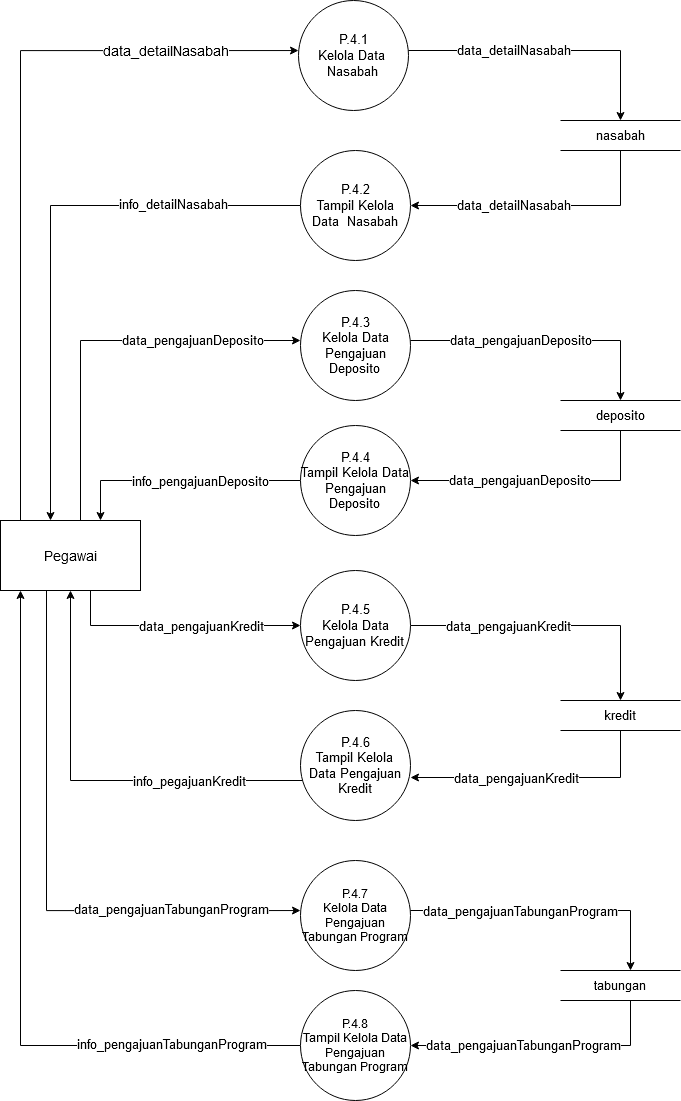 P.4.1
Kelola Data
Nasabah
data_detailNasabah
data_detailNasabah
nasabah
P.4.2
Tampil Kelola
Data Nasabah
info_detailNasabah
data_detailNasabah
P.4.3
Kelola Data
Pengajuan
Deposito
data_pengajuanDeposito
data_pengajuanDeposito
deposito
P.4.4
Tampil Kelola Data
Pengajuan
Deposito
info_pengajuanDeposito
data_pengajuanDeposito
Pegawai
P.4.5
Kelola Data
Pengajuan Kredit
data_pengajuanKredit
data_pengajuanKredit
kredit
P.4.6
Tampil Kelola
Data Pengajuan
Kredit
info_pegajuanKredit
data_pengajuanKredit
P.4.7
Kelola Data
Pengajuan
Tabungan Program
data_pengajuanTabunganProgram
data_pengajuanTabunganProgram
tabungan
P.4.8
Tampil Kelola Data
Pengajuan
Tabungan Program
info_pengajuanTabunganProgram
data_pengajuanTabunganProgram